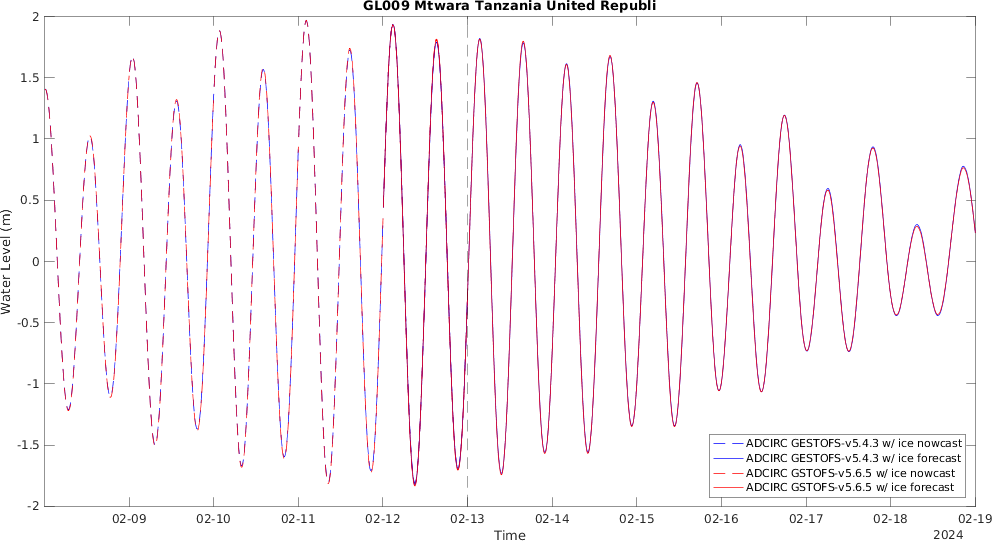 GL009 Mtwara Tanzania United Republi
Water Level (m)
2
1.5
1
0.5
0
-0.5
-1
-1.5
-2
ADCIRC GESTOFS-v5.4.3 w/ ice nowcast
ADCIRC GESTOFS-v5.4.3 w/ ice forecast
ADCIRC GSTOFS-v5.6.5 w/ ice nowcast
ADCIRC GSTOFS-v5.6.5 w/ ice forecast
02-09 02-10 02-11 02-12 02-13 02-14 02-15 02-16 02-17 02-18 02-19
Time
2024